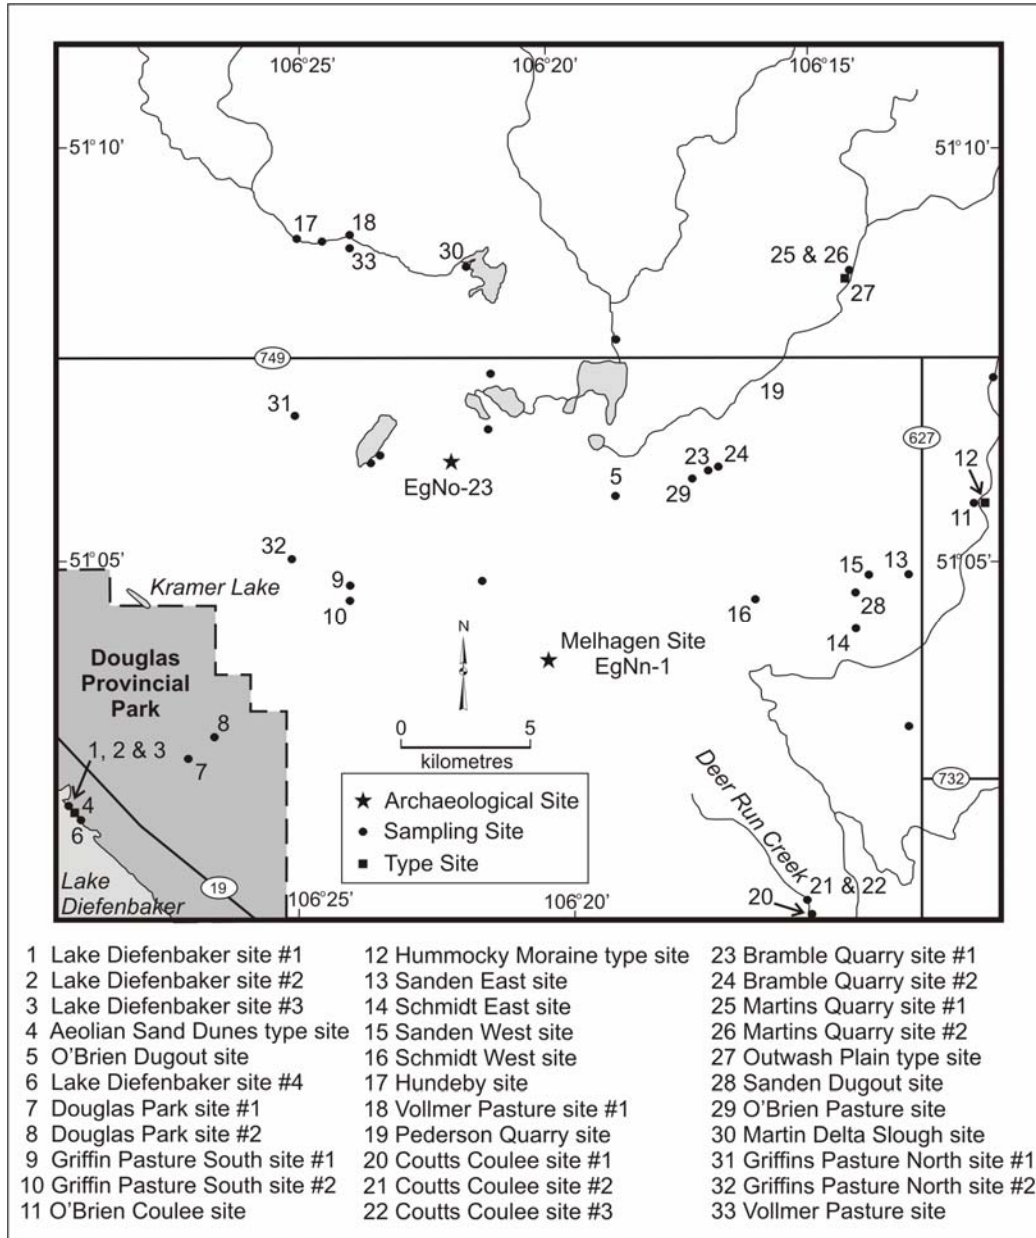 106°25' 106°20' 106°15'
51°10' 51°10'
17 18
33
30
25 & 26
27
749
19
31
627
EgNo-23
5
23 24
29
12
11
51°05' 51°05'
32
Kramer Lake
9
10
15 13
28
16
14
N
Melhagen Site
EgNn-1
Douglas
Provincial
Park
8
7
1, 2 & 3
4
6
0 5
kilometres
732
Archaeological Site
Sampling Site
Type Site
Deer Run Creek
21 & 22
20
Lake
Diefenbaker
19
106°25' 106°20'
1 Lake Diefenbaker site #1
2 Lake Diefenbaker site #2
3 Lake Diefenbaker site #3
4 Aeolian Sand Dunes type site
5 O'Brien Dugout site
6 Lake Diefenbaker site #4
7 Douglas Park site #1
8 Douglas Park site #2
9 Griffin Pasture South site #1
10 Griffin Pasture South site #2
11 O'Brien Coulee site
12 Hummocky Moraine type site
13 Sanden East site
14 Schmidt East site
15 Sanden West site
16 Schmidt West site
17 Hundeby site
18 Vollmer Pasture site #1
19 Pederson Quarry site
20 Coutts Coulee site #1
21 Coutts Coulee site #2
22 Coutts Coulee site #3
23 Bramble Quarry site #1
24 Bramble Quarry site #2
25 Martins Quarry site #1
26 Martins Quarry site #2
27 Outwash Plain type site
28 Sanden Dugout site
29 O'Brien Pasture site
30 Martin Delta Slough site
31 Griffins Pasture North site #1
32 Griffins Pasture North site #2
33 Vollmer Pasture site